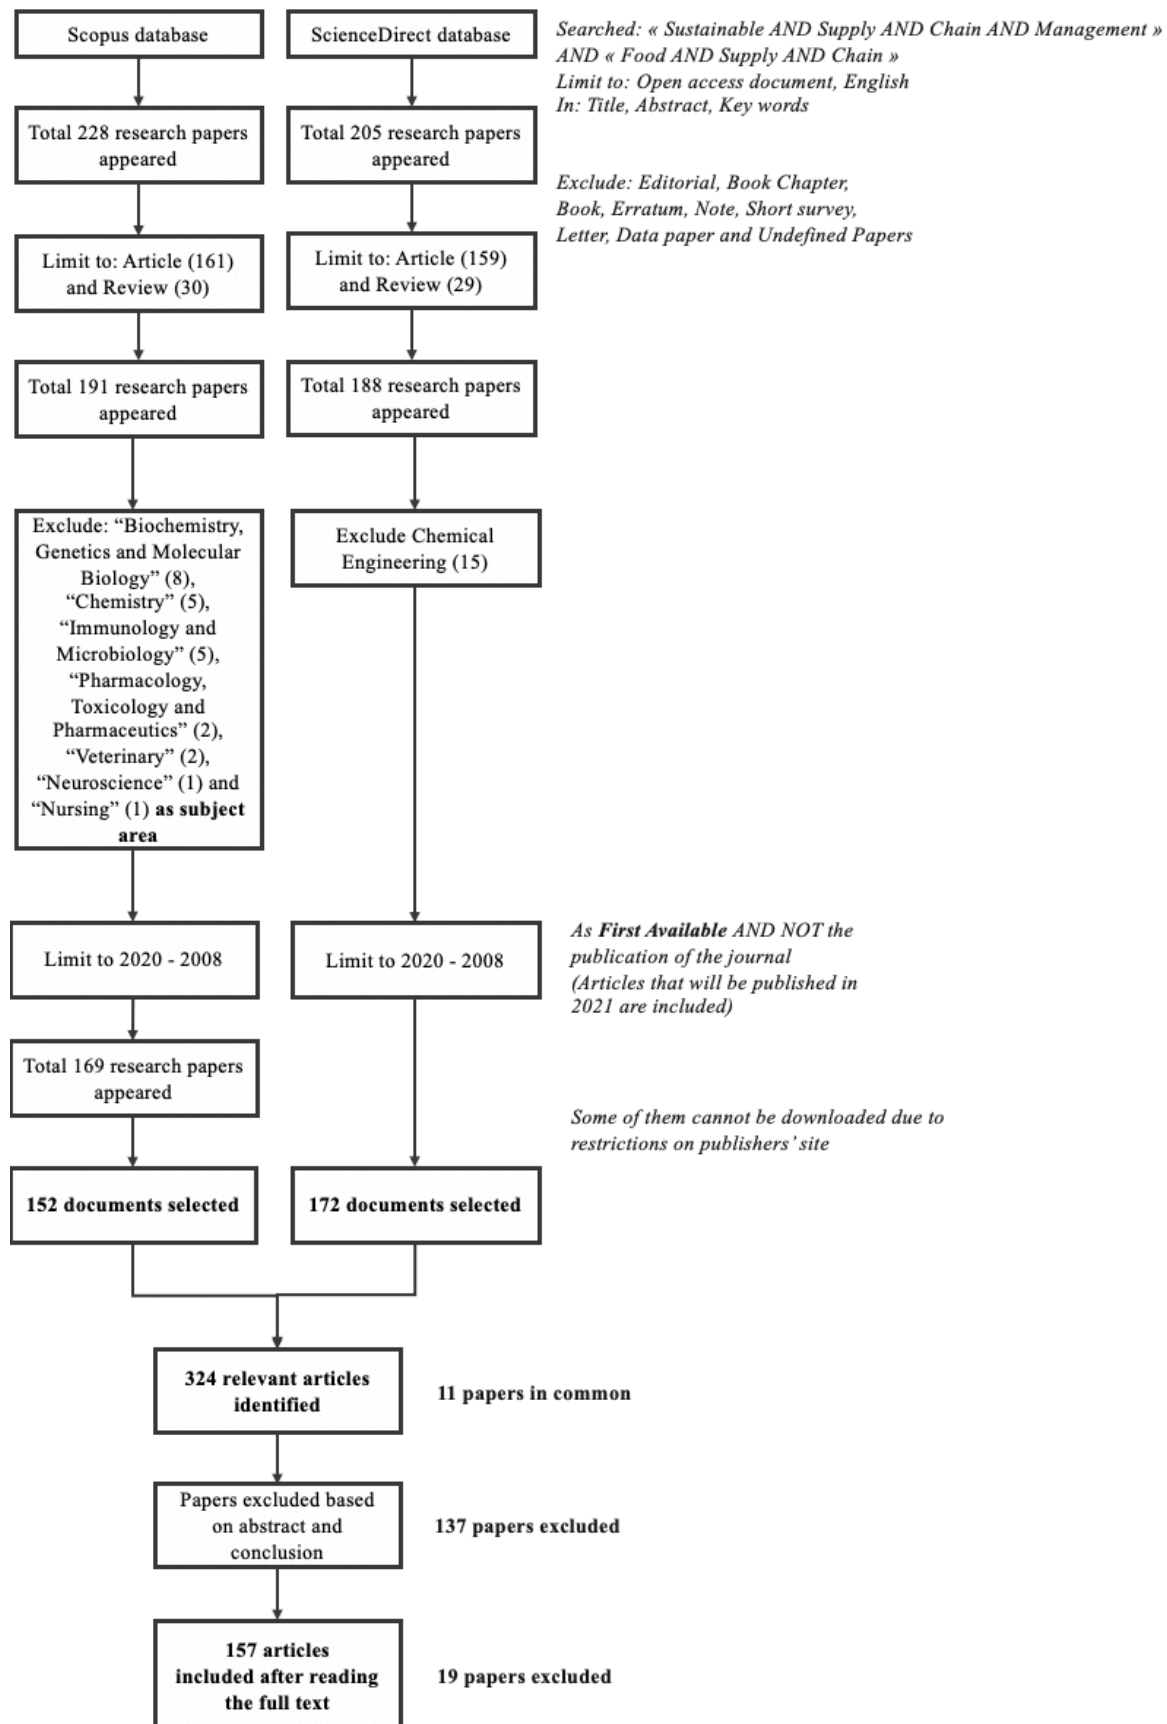 Scopus database
ScienceDirect database
Searched: « Sustainable AND Supply AND Chain AND Management »
AND « Food AND Supply AND Chain »
Limit to: Open access document, English
In: Title, Abstract, Key words
Total 228 research papers
appeared
Total 205 research papers
appeared
Exclude: Editorial, Book Chapter,
Book, Erratum, Note, Short survey,
Letter, Data paper and Undefined Papers
Limit to: Article (161)
and Review (30)
Limit to: Article (159)
and Review (29)
Total 191 research papers
appeared
Total 188 research papers
appeared
Exclude: “Biochemistry,
Genetics and Molecular
Biology” (8),
“Chemistry” (5),
“Immunology and
Microbiology” (5),
“Pharmacology,
Toxicology and
Pharmaceutics” (2),
“Veterinary” (2),
“Neuroscience” (1) and
“Nursing” (1) as subject
area
Exclude Chemical
Engineering (15)
Limit to 2020 - 2008
Limit to 2020 - 2008
As First Available AND NOT the
publication of the journal
(Articles that will be published in
2021 are included)
Total 169 research papers
appeared
Some of them cannot be downloaded due to
restrictions on publishers’ site
152 documents selected
172 documents selected
324 relevant articles
identified
11 papers in common
Papers excluded based
on abstract and
conclusion
137 papers excluded
157 articles
included after reading
the full text
19 papers excluded